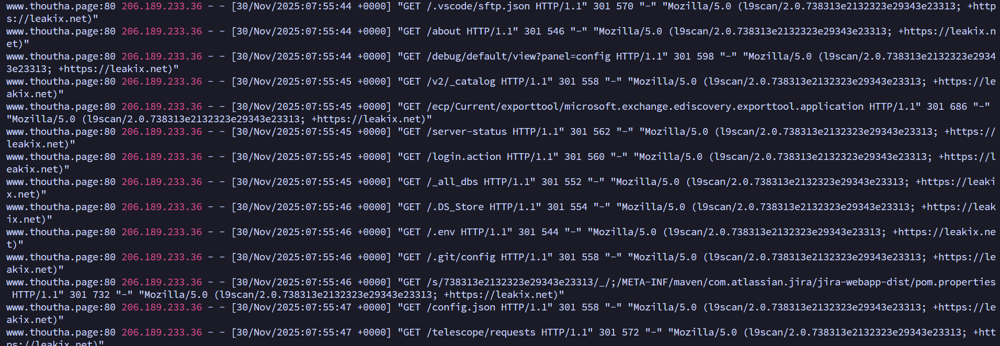 www.thoutha.page:80 206.189.233.36 - - [30/Nov/2025:07:55:44 +0000] "GET /.vscode/sftp.json HTTP/1.1" 301 570 "-" "Mozilla/5.0 (l9scan/2.0.738313e2132323e29343e23313; +http
s://leakix.net)"
www.thoutha.page:80 206.189.233.36 - - [30/Nov/2025:07:55:44 +0000] "GET /about HTTP/1.1" 301 546 "-" "Mozilla/5.0 (l9scan/2.0.738313e2132323e29343e23313; +https://leakix.n
et)"
www.thoutha.page:80 206.189.233.36 - - [30/Nov/2025:07:55:44 +0000] "GET /debug/default/view?panel=config HTTP/1.1" 301 598 "-" "Mozilla/5.0 (l9scan/2.0.738313e2132323e2934
3e23313; +https://leakix.net)"
www.thoutha.page:80 206.189.233.36 - - [30/Nov/2025:07:55:45 +0000] "GET /v2/_catalog HTTP/1.1" 301 558 "-" "Mozilla/5.0 (l9scan/2.0.738313e2132323e29343e23313; +https://le
akix.net)"
www.thoutha.page:80 206.189.233.36 - - [30/Nov/2025:07:55:45 +0000] "GET /ecp/Current/exporttool/microsoft.exchange.ediscovery.exporttool.application HTTP/1.1" 301 686 "-"
"Mozilla/5.0 (l9scan/2.0.738313e2132323e29343e23313; +https://leakix.net)"
www.thoutha.page:80 206.189.233.36 - - [30/Nov/2025:07:55:45 +0000] "GET /server-status HTTP/1.1" 301 562 "-" "Mozilla/5.0 (l9scan/2.0.738313e2132323e29343e23313; +https://
leakix.net)"
www.thoutha.page:80 206.189.233.36 - - [30/Nov/2025:07:55:45 +0000] "GET /login.action HTTP/1.1" 301 560 "-" "Mozilla/5.0 (l9scan/2.0.738313e2132323e29343e23313; +https://l
eakix.net)"
www.thoutha.page:80 206.189.233.36 - - [30/Nov/2025:07:55:45 +0000] "GET /_all_dbs HTTP/1.1" 301 552 "-" "Mozilla/5.0 (l9scan/2.0.738313e2132323e29343e23313; +https://leaki
x.net)"
www.thoutha.page:80 206.189.233.36 - - [30/Nov/2025:07:55:46 +0000] "GET /.DS_Store HTTP/1.1" 301 554 "-" "Mozilla/5.0 (l9scan/2.0.738313e2132323e29343e23313; +https://leak
ix.net)"
www.thoutha.page:80 206.189.233.36 - - [30/Nov/2025:07:55:46 +0000] "GET /.env HTTP/1.1" 301 544 "-" "Mozilla/5.0 (l9scan/2.0.738313e2132323e29343e23313; +https://leakix.ne
t)"
www.thoutha.page:80 206.189.233.36 - - [30/Nov/2025:07:55:46 +0000] "GET /.git/config HTTP/1.1" 301 558 "-" "Mozilla/5.0 (l9scan/2.0.738313e2132323e29343e23313; +https://le
akix.net)"
www.thoutha.page:80 206.189.233.36 - - [30/Nov/2025:07:55:46 +0000] "GET /s/738313e2132323e29343e23313/_/;/META-INF/maven/com.atlassian.jira/jira-webapp-dist/pom.properties
HTTP/1.1" 301 732 "-" "Mozilla/5.0 (l9scan/2.0.738313e2132323e29343e23313; +https://leakix.net)"
www.thoutha.page:80 206.189.233.36 - - [30/Nov/2025:07:55:47 +0000] "GET /config.json HTTP/1.1" 301 558 "-" "Mozilla/5.0 (l9scan/2.0.738313e2132323e29343e23313; +https://le
akix.net)"
www.thoutha.page:80 206.189.233.36 - - [30/Nov/2025:07:55:47 +0000] "GET /telescope/requests HTTP/1.1" 301 572 "-" "Mozilla/5.0 (l9scan/2.0.738313e2132323e29343e23313; +htt
ps://leakix.net)"